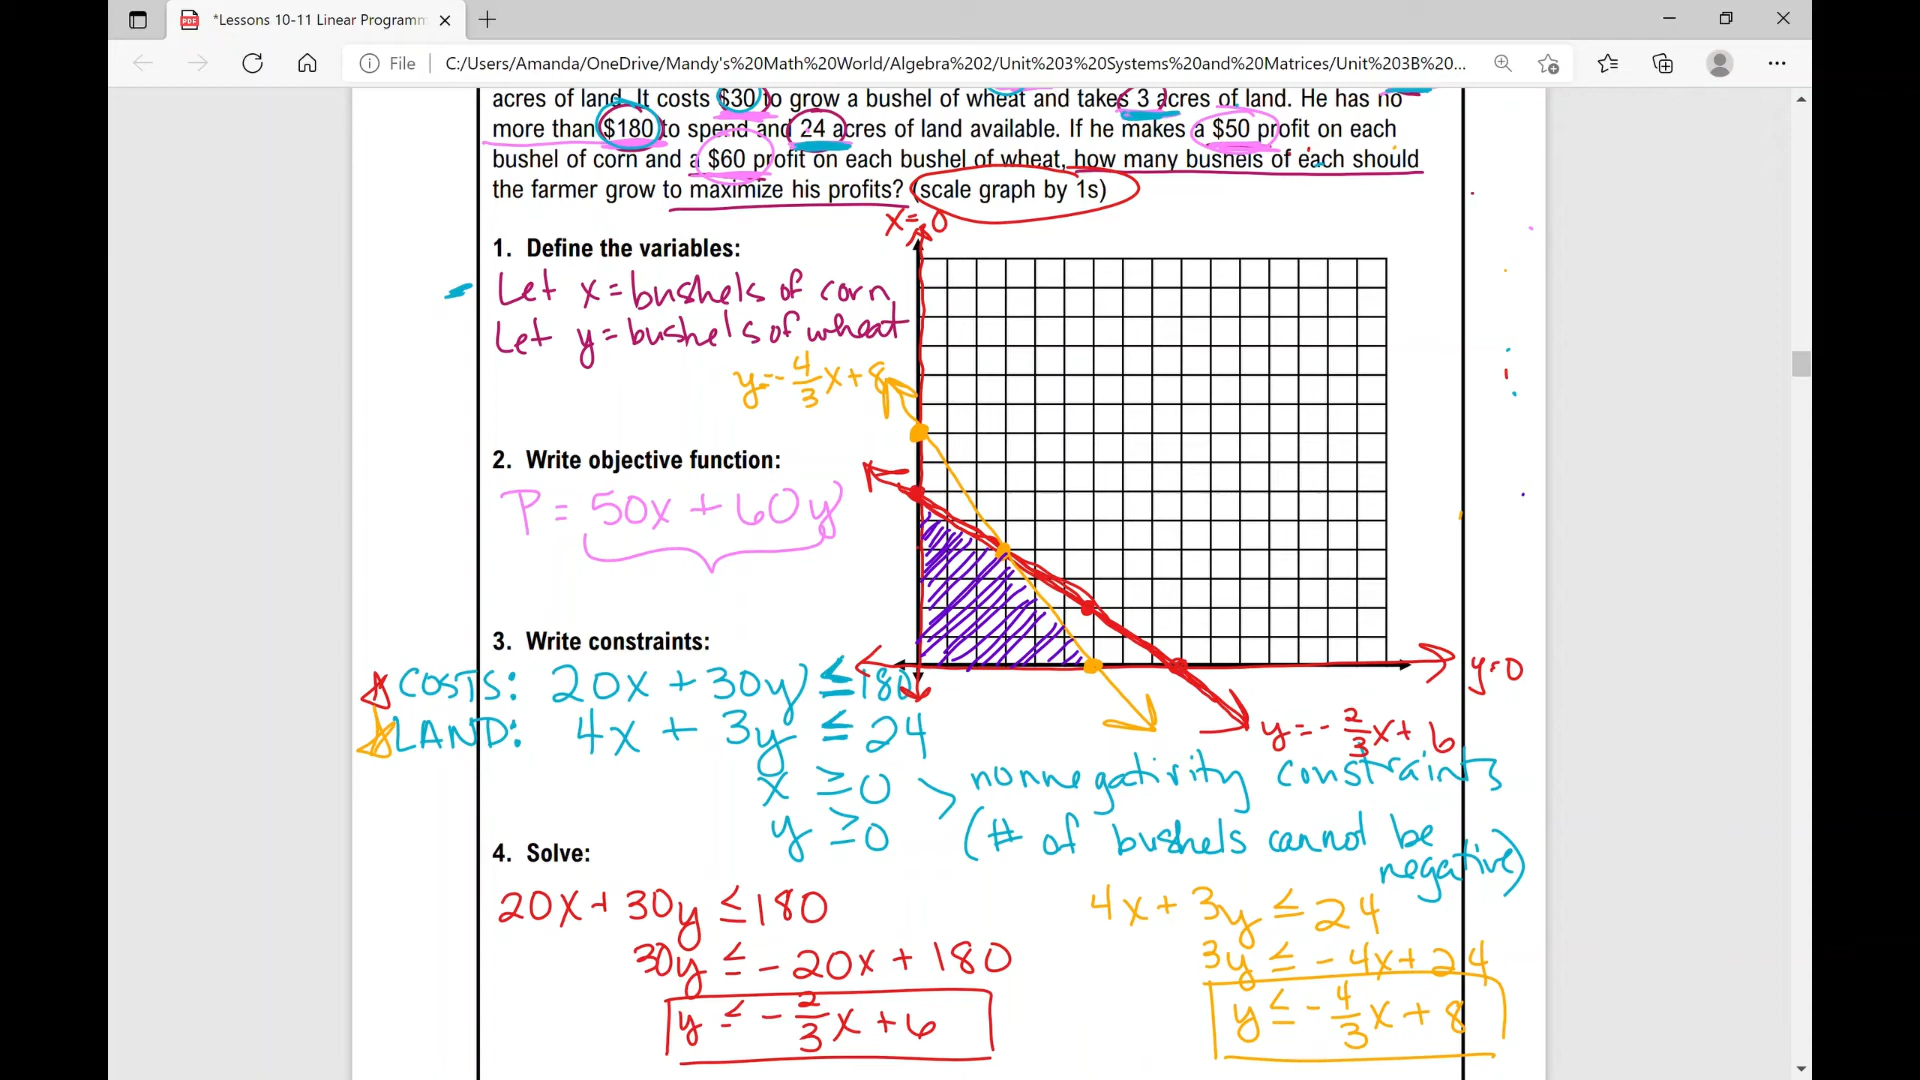 *Lessons 10-11 Linear Programm
File C:/Users/Amanda/OneDrive/Mandy's%20Math%20World/Algebra%202/Unit%203%20Systems%20and%20Matrices/Unit%203B%20...
acres of land. It costs $30 to grow a bushel of wheat and takes 3 acres of land. He has no
more than $180 to spend and 24 acres of land available. If he makes a $50 profit on each
bushel of corn and a $60 profit on each bushel of wheat, how many bushels of each should
the farmer grow to maximize his profits? (scale graph by 1s)
x=0
1. Define the variables:
Let x=bushels of corn
Let y=bushels of wheat
y=-4/3x+8
2. Write objective function:
P=50x+60y
3. Write constraints:
y=0
COSTS: 20x+30y≤180
LAND: 4x+3y≤24
y=-2/3x+6
x≥0
y≥0
nonnegativity constraints
(# of bushels cannot be
negative)
4. Solve:
20x+30y≤180
30y≤-20x+180
y≤-2/3x+6
4x+3y≤24
3y≤-4x+24
y≤-4/3x+8